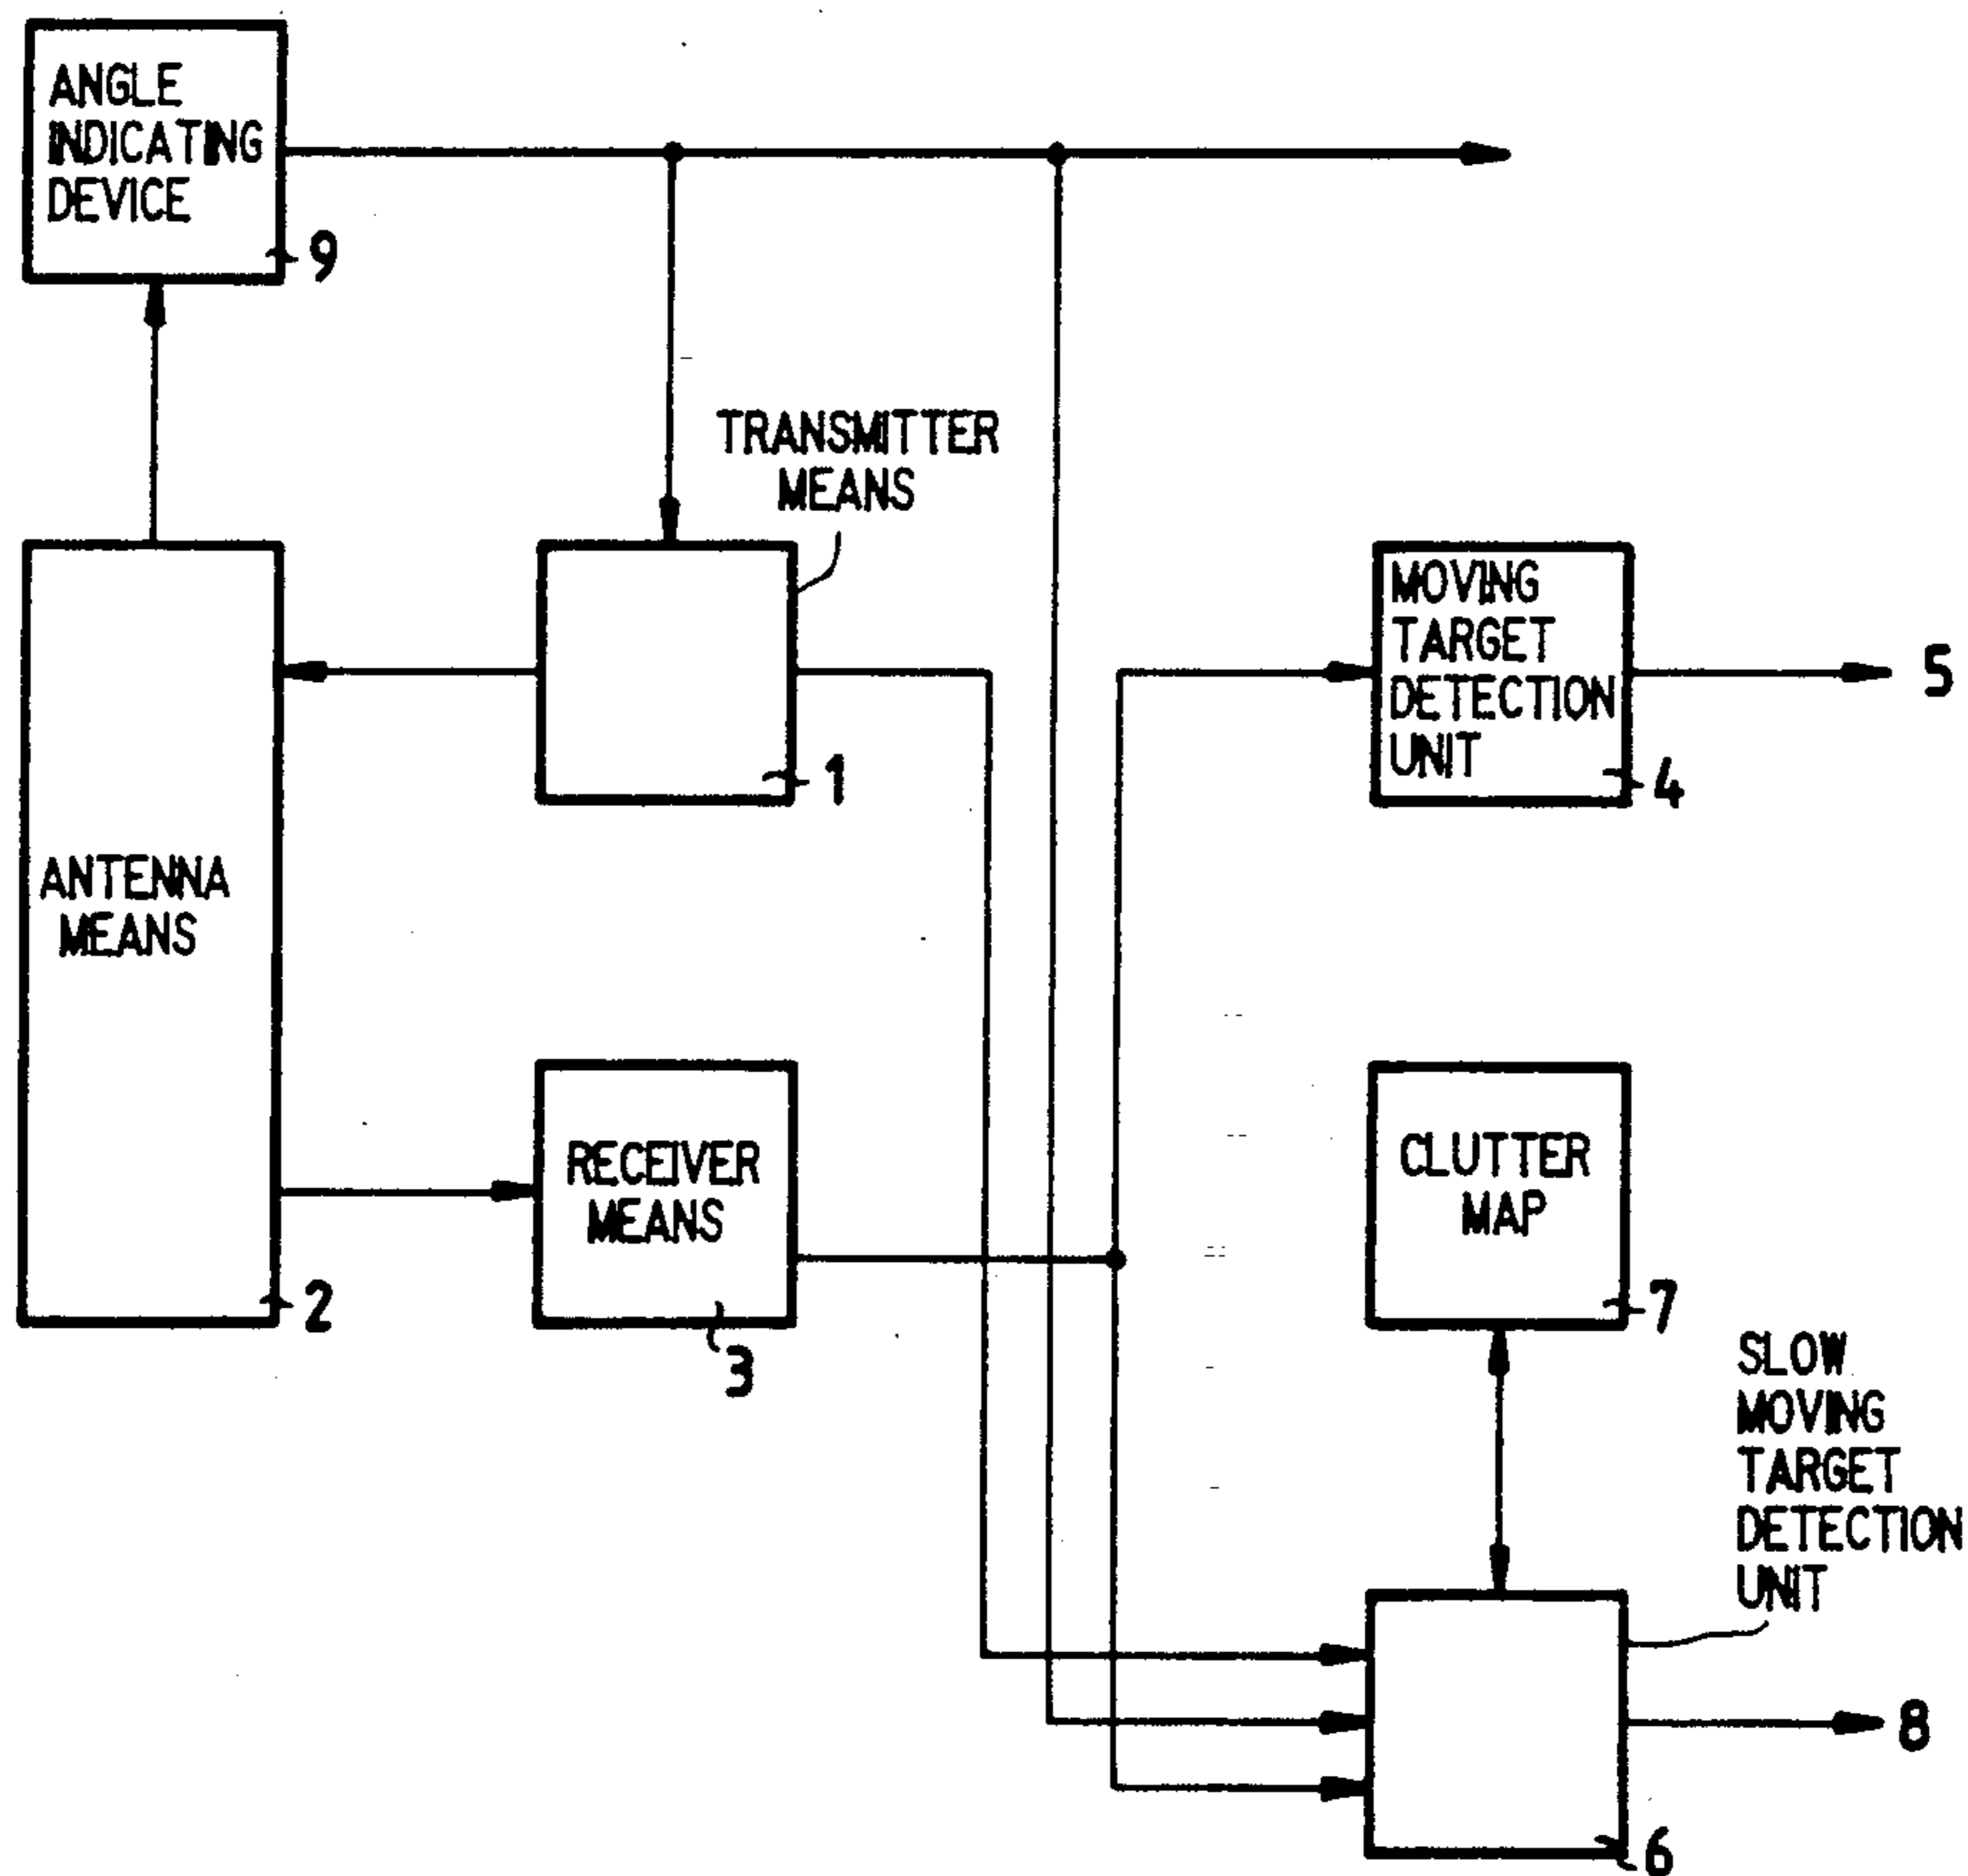 ANGLE
INDICATING
DEVICE
9
TRANSMITTER
MEANS
1
MOVING
TARGET
DETECTION
UNIT
4
5
ANTENNA
MEANS
2
RECEIVER
MEANS
3
CLUTTER
MAP
7
SLOW
MOVING
TARGET
DETECTION
UNIT
8
6